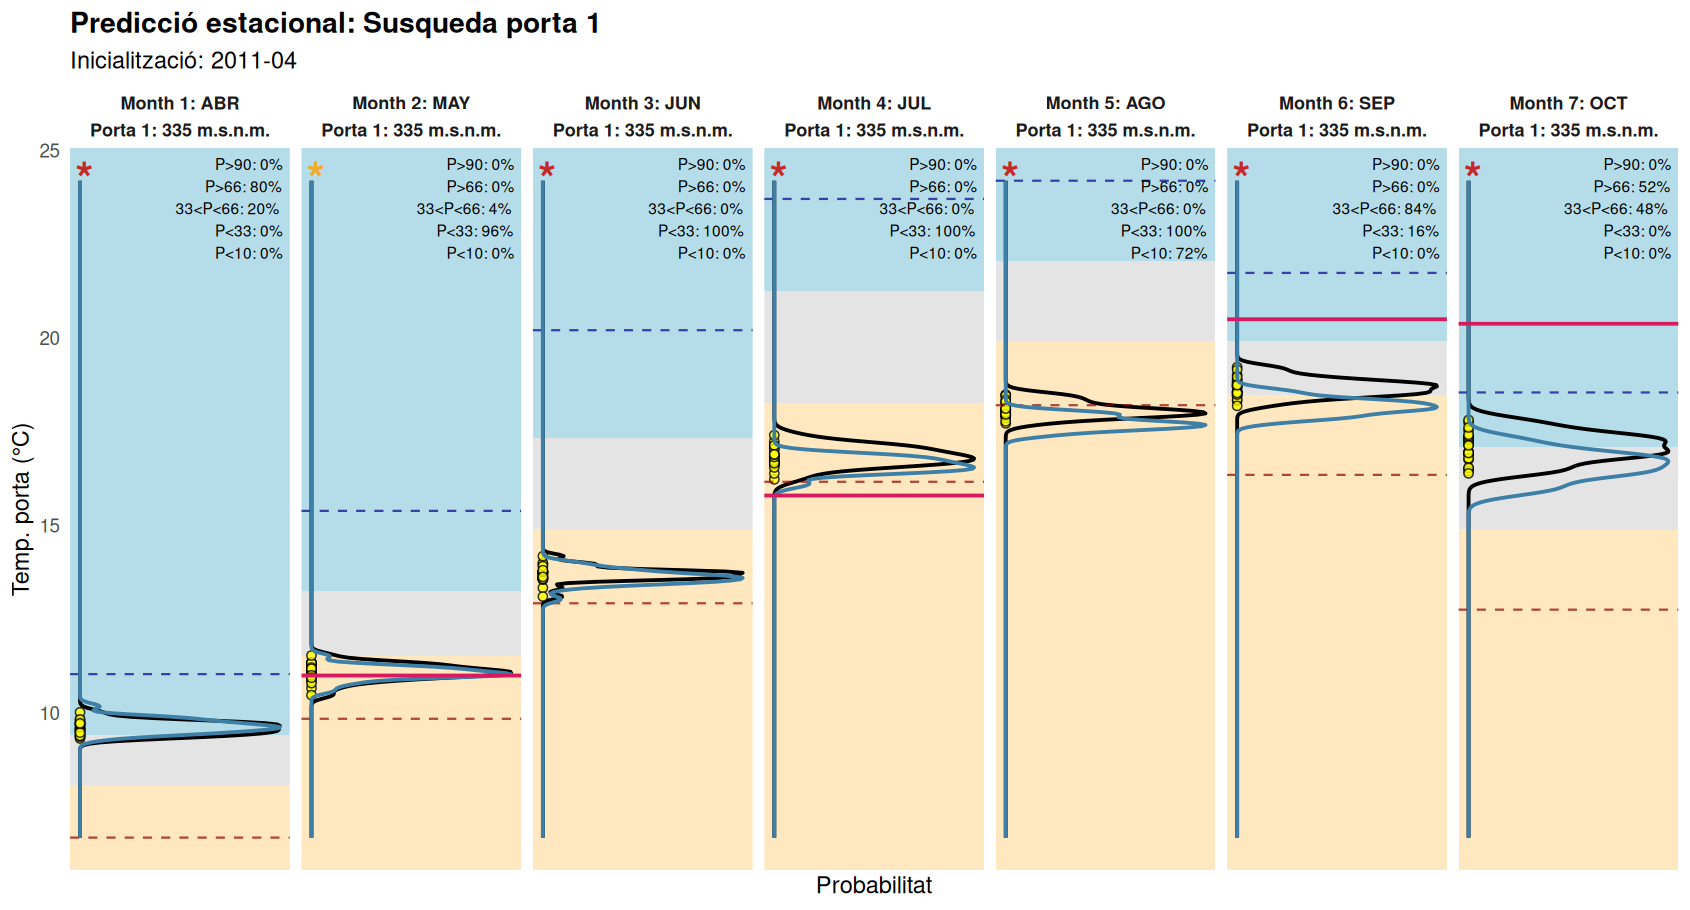 Predicció estacional: Susqueda porta 1
Inicialització: 2011-04
Month 1: ABR
Porta 1: 335 m.s.n.m.
Month 2: MAY
Porta 1: 335 m.s.n.m.
Month 3: JUN
Porta 1: 335 m.s.n.m.
Month 4: JUL
Porta 1: 335 m.s.n.m.
Month 5: AGO
Porta 1: 335 m.s.n.m.
Month 6: SEP
Porta 1: 335 m.s.n.m.
Month 7: OCT
Porta 1: 335 m.s.n.m.
Temp. porta (°C)
25
20
15
10
*
P>90: 0%
P>66: 80%
33<P<66: 20%
P<33: 0%
P<10: 0%
*
P>90: 0%
P>66: 0%
33<P<66: 4%
P<33: 96%
P<10: 0%
*
P>90: 0%
P>66: 0%
33<P<66: 0%
P<33: 100%
P<10: 0%
*
P>90: 0%
P>66: 0%
33<P<66: 0%
P<33: 100%
P<10: 0%
*
P>90: 0%
P>66: 0%
33<P<66: 0%
P<33: 100%
P<10: 72%
*
P>90: 0%
P>66: 0%
33<P<66: 84%
P<33: 16%
P<10: 0%
*
P>90: 0%
P>66: 52%
33<P<66: 48%
P<33: 0%
P<10: 0%
Probabilitat